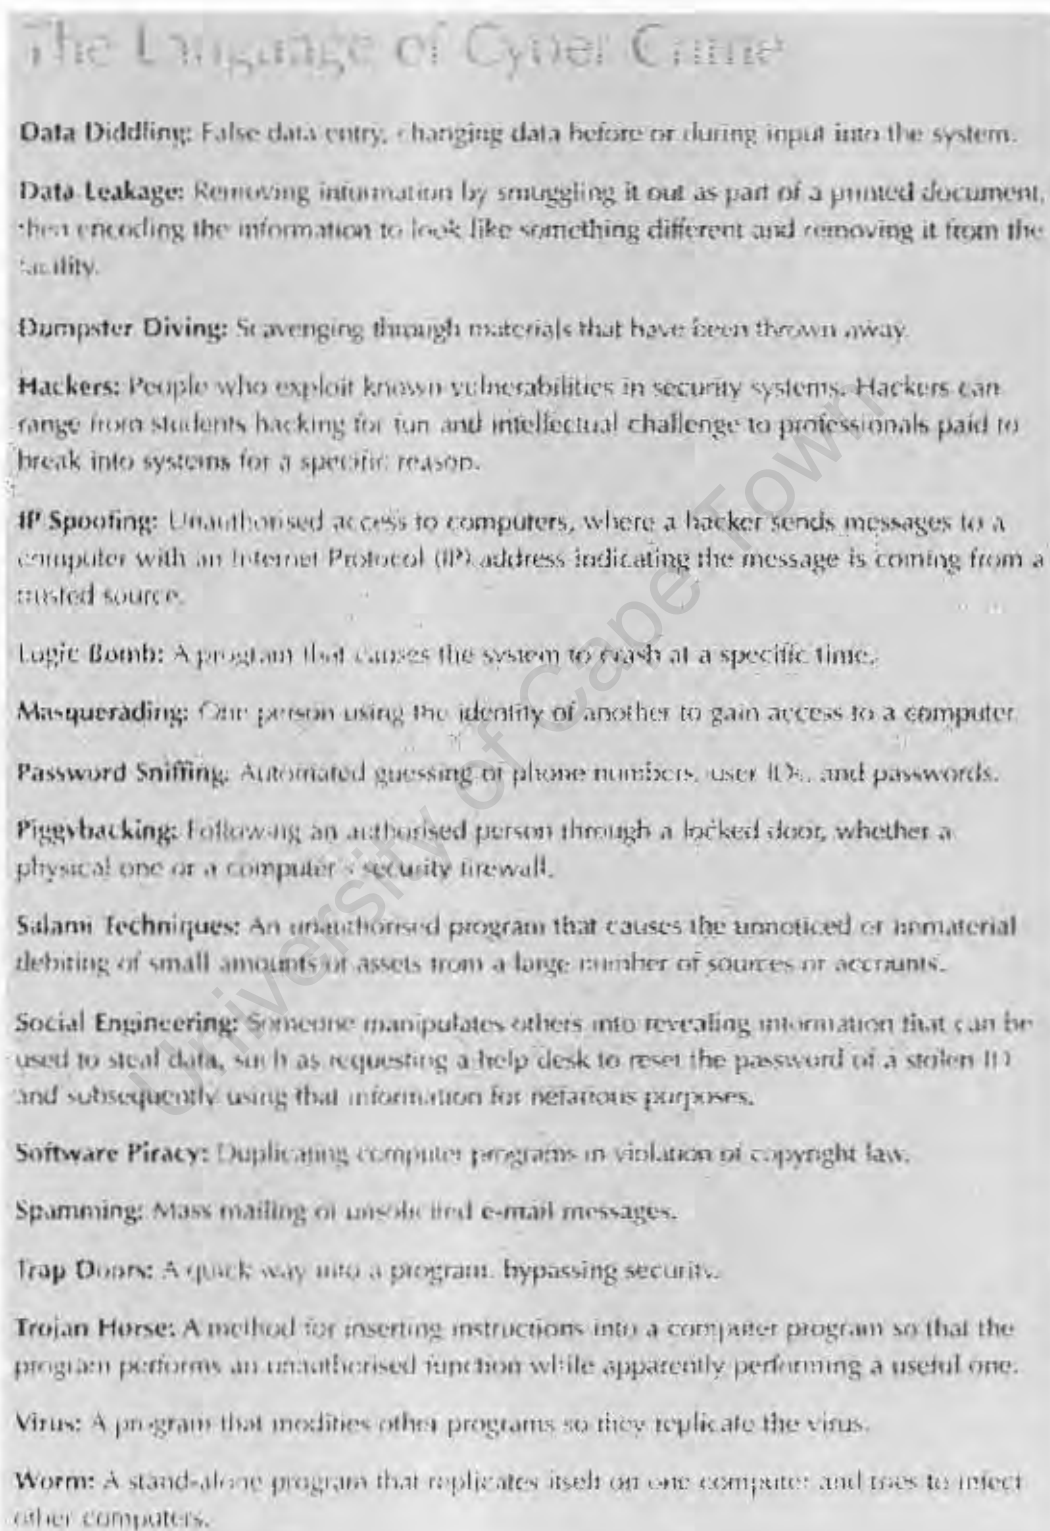 The Language of Cyber Crime
Data Diddling: False data entry, changing data before or during input into the system.
Data Leakage: Removing information by smuggling it out as part of a printed document,
then encoding the information to look like something different and removing it from the
facility.
Dumpster Diving: Scavenging through materials that have been thrown away.
Hackers: People who exploit known vulnerabilities in security systems. Hackers can
range from students hacking for fun and intellectual challenge to professionals paid to
break into systems for a specific reason.
IP Spoofing: Unauthorised access to computers, where a hacker sends messages to a
computer with an Internet Protocol (IP) address indicating the message is coming from a
trusted source.
Logic Bomb: A program that causes the system to crash at a specific time.
Masquerading: One person using the identity of another to gain access to a computer
Password Sniffing: Automated guessing of phone numbers, user IDs, and passwords.
Piggybacking: Following an authorised person through a locked door, whether a
physical one or a computer's security firewall.
Salami Techniques: An unauthorised program that causes the unnoticed or immaterial
debiting of small amounts of assets from a large number of sources or accounts.
Social Engineering: Someone manipulates others into revealing information that can be
used to steal data, such as requesting a help desk to reset the password of a stolen ID
and subsequently using that information for nefarious purposes.
Software Piracy: Duplicating computer programs in violation of copyright law.
Spamming: Mass mailing of unsolicited e-mail messages.
Trap Doors: A quick way into a program, bypassing security.
Trojan Horse: A method for inserting instructions into a computer program so that the
program performs an unauthorised function while apparently performing a useful one.
Virus: A program that modifies other programs so they replicate the virus.
Worm: A stand-alone program that replicates itself on one computer and tries to infect
other computers.
University of Cape Town